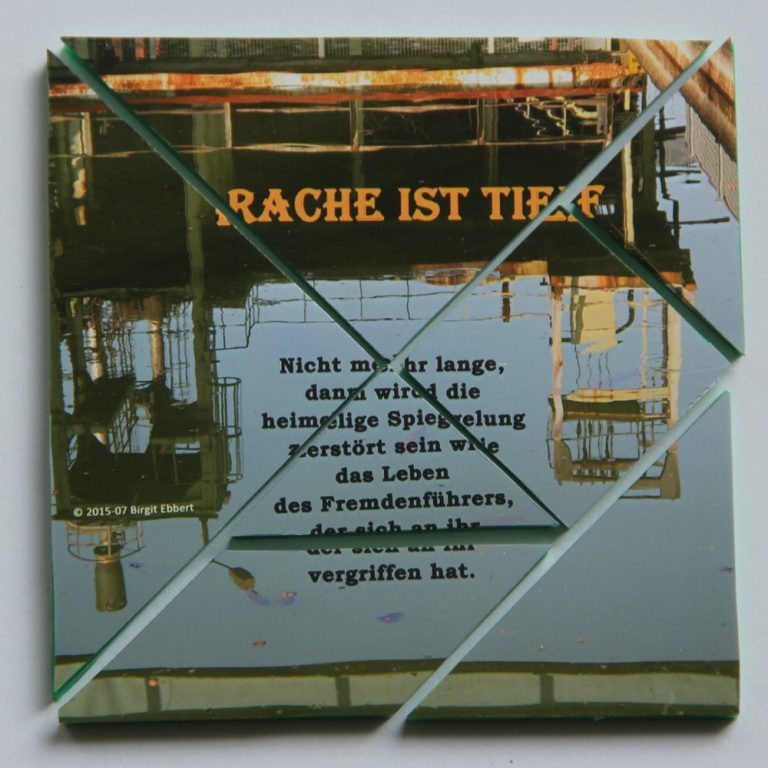 RACHE IST TIEF
Nicht mehr lange,
dann wird die
heimelige Spiegelung
zerstört sein wie
das Leben
des Fremdenführers,
der sich an ihr
vergriffen hat.
© 2015-07 Birgit Ebbert